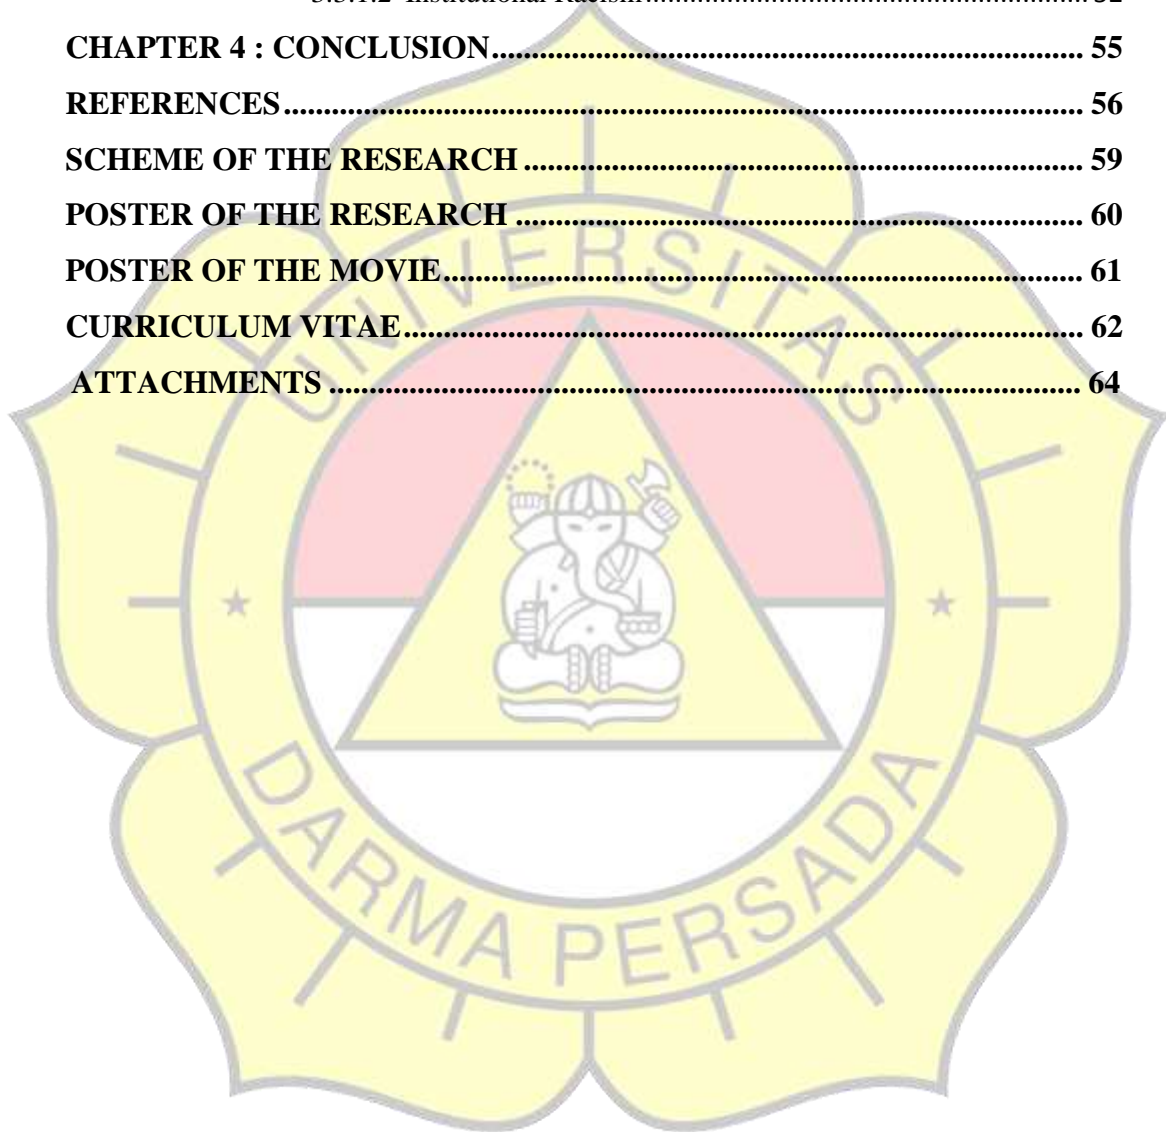 CHAPTER 4 : CONCLUSION.......................................................................... 55
REFERENCES.................................................................................................... 56
SCHEME OF THE RESEARCH...................................................................... 59
POSTER OF THE RESEARCH....................................................................... 60
POSTER OF THE MOVIE................................................................................ 61
CURRICULUM VITAE..................................................................................... 62
ATTACHMENTS.............................................................................................. 64
UNIVERSITAS
DARMA PERSADA